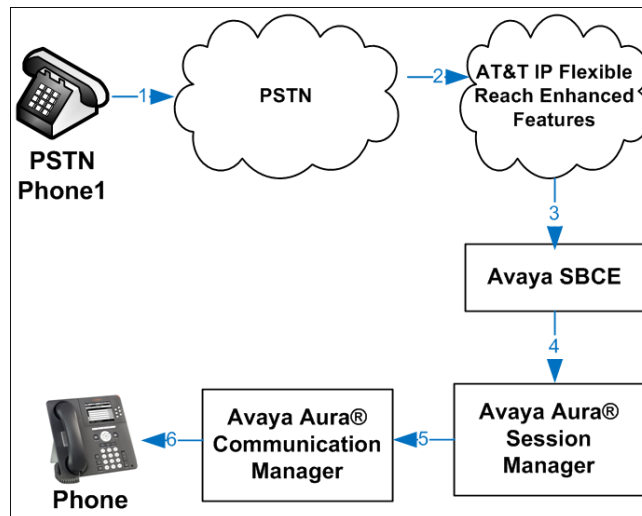 1
PSTN
2
AT&T IP Flexible
Reach Enhanced
Features
PSTN
Phone1
3
Avaya SBCE
4
Avaya Aura®
Session
Manager
5
Avaya Aura®
Communication
Manager
6
Phone